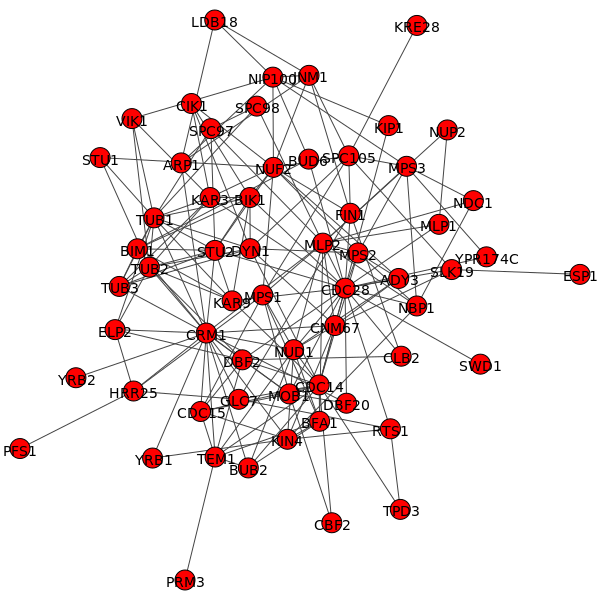 LDB18
KRE28
NIP100
JNM1
CIK1
SPC98
VIK1
SPC97
KIP1
NUP2
STU1
ARP1
NUF2
BUD6
SPC105
MPS3
KAR3
BIK1
NDC1
TUB1
FIN1
MLP1
BIM1
STU2
DYN1
MLP2
MPS2
YPR174C
TUB2
SLK19
ESP1
TUB3
CDC28
ADY3
KAR9
MPS1
NBP1
ELP2
CRM1
CNM67
NUD1
DBF2
CLB2
SWD1
YRB2
HRR25
CDC14
GLC7
MOB1
DBF20
CDC15
BFA1
RTS1
PFS1
KIN4
YRB1
TEM1
BUB2
TPD3
CBF2
PRM3